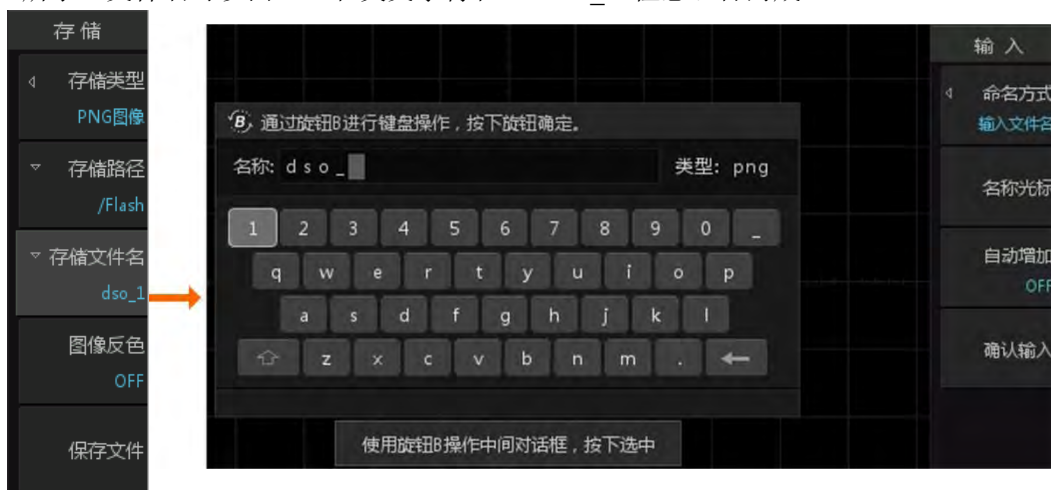 存储
存储类型
PNG图像
存储路径
/Flash
存储文件名
dso_1
图像反色
OFF
保存文件
B 通过旋钮B进行键盘操作，按下旋钮确定。
名称: dso_ 类型: png
1 2 3 4 5 6 7 8 9 0 _
q w e r t y u i o p
a s d f g h j k l
z x c v b n m .
使用旋钮B操作中间对话框，按下选中
输入
命名方式
输入文件名
名称光标
自动增加
OFF
确认输入